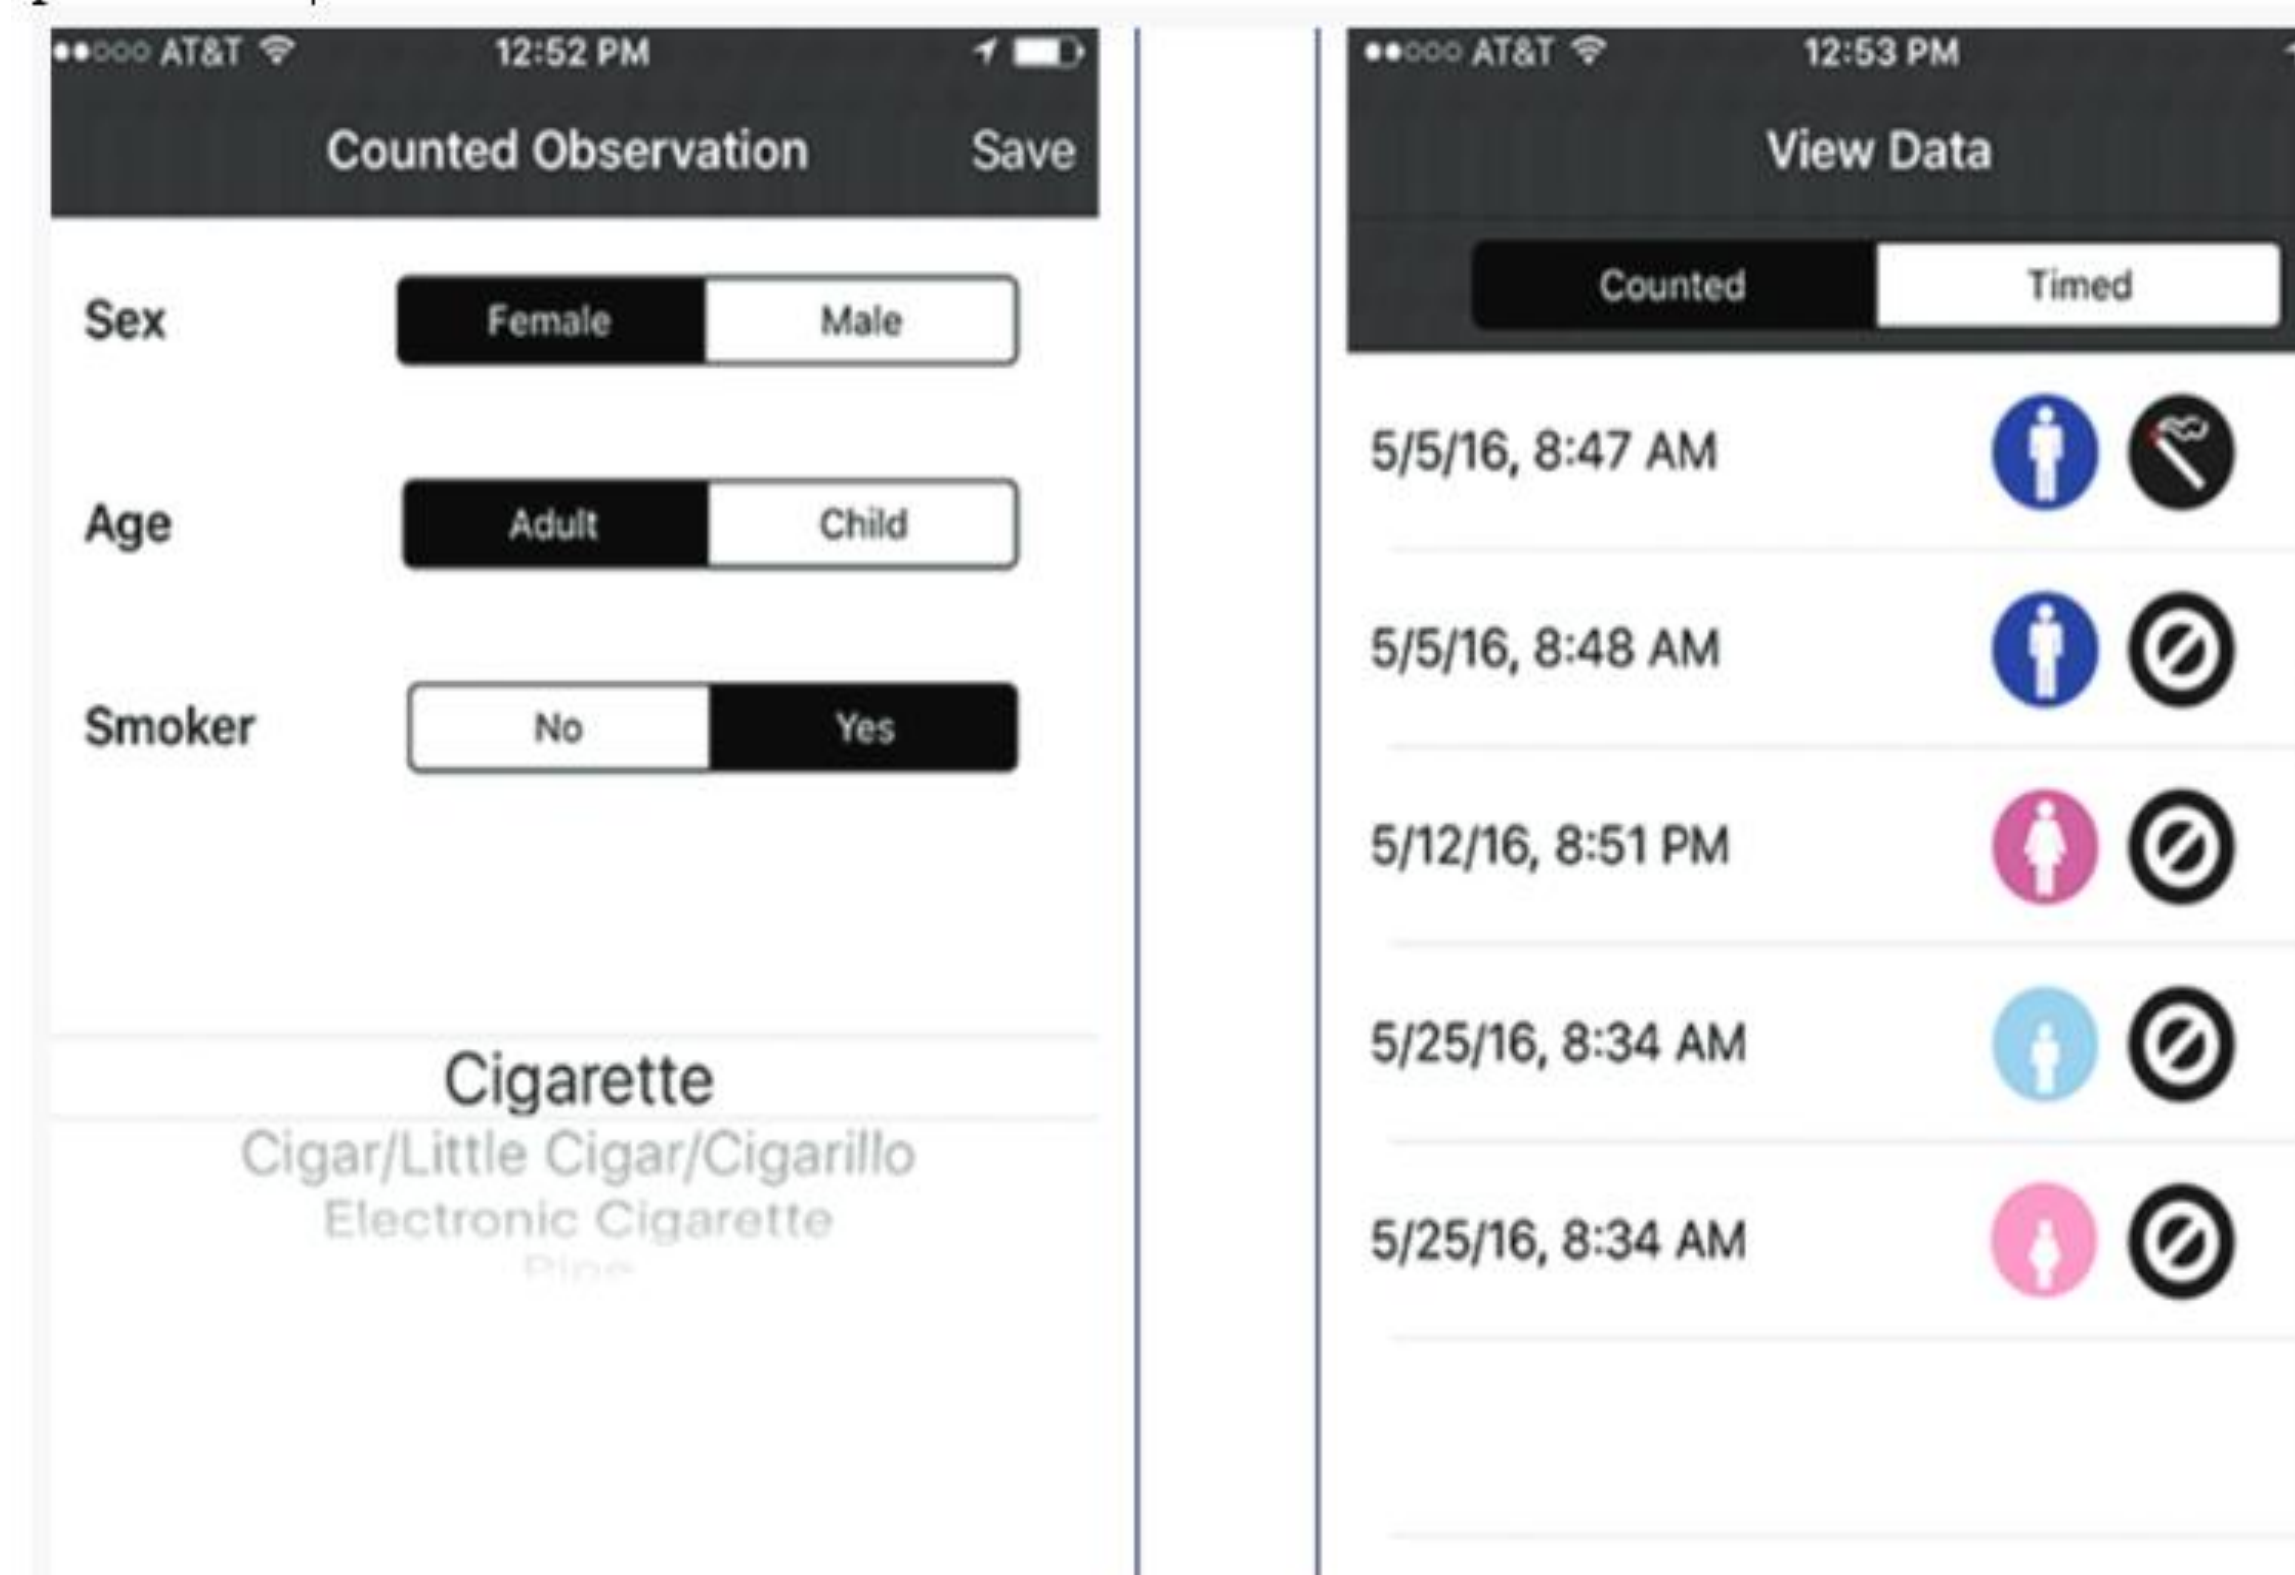 AT&T 12:52 PM
Counted Observation Save
Sex Female Male
Age Adult Child
Smoker No Yes
Cigarette
Cigar/Little Cigar/Cigarillo
Electronic Cigarette
AT&T 12:53 PM
View Data
Counted Timed
5/5/16, 8:47 AM
5/5/16, 8:48 AM
5/12/16, 8:51 PM
5/25/16, 8:34 AM
5/25/16, 8:34 AM